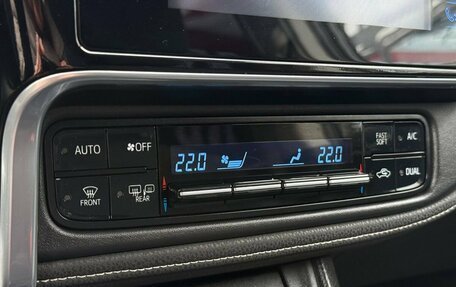 AUTO
OFF
22.0
22.0
FAST
SOFT
A/C
FRONT
REAR
DUAL